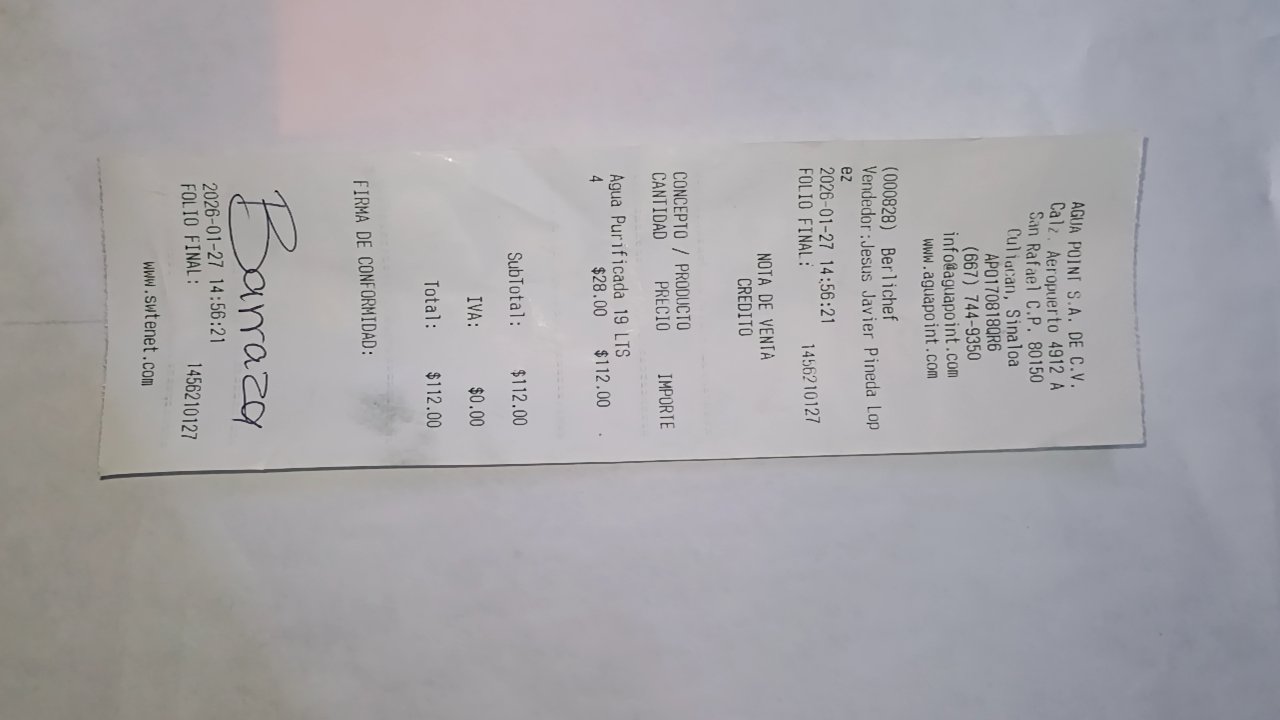 AGUA POINT S.A. DE C.V.
Calz. Aeropuerto 4912 A
San Rafael C.P. 80150
Culiacan, Sinaloa
APO170818QR6
(667) 744-9350
info@aguapoint.com
www.aguapoint.com
(000828) Berlichef
Vendedor:Jesus Javier Pineda Lop
ez
2026-01-27 14:56:21
FOLIO FINAL: 1456210127
NOTA DE VENTA
CREDITO
CONCEPTO / PRODUCTO
CANTIDAD PRECIO IMPORTE
Agua Purificada 19 LTS
4 $28.00 $112.00
SubTotal: $112.00
IVA: $0.00
Total: $112.00
FIRMA DE CONFORMIDAD:
Barraza
2026-01-27 14:56:21
FOLIO FINAL: 1456210127
www.swtenet.com